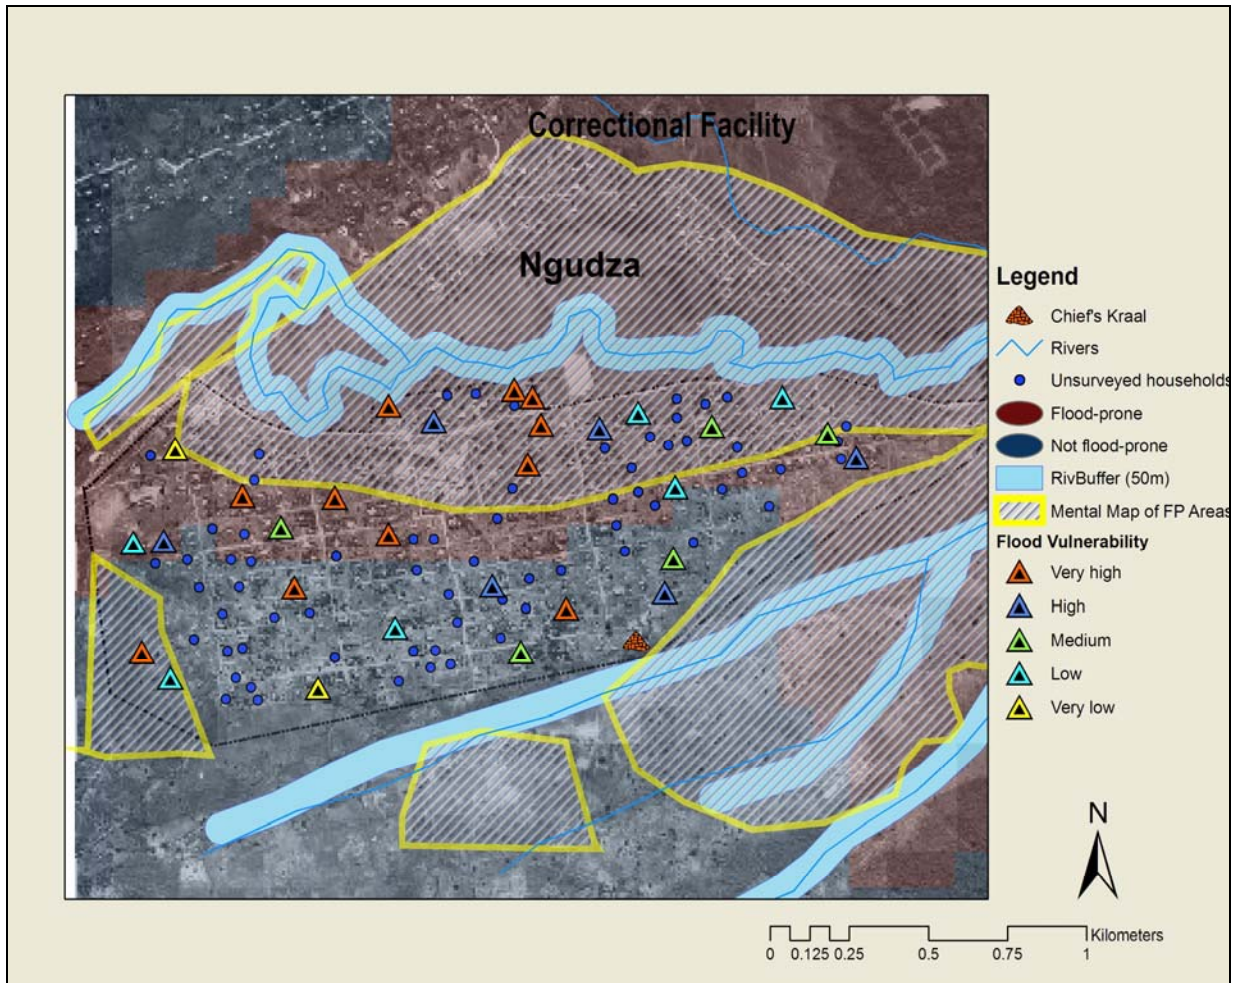 Correctional Facility
Ngudza
Legend
Chief's Kraal
Rivers
Unsurveyed households
Flood-prone
Not flood-prone
RivBuffer (50m)
Mental Map of FP Areas
Flood Vulnerability
Very high
High
Medium
Low
Very low
N
Kilometers
0 0.125 0.25 0.5 0.75 1